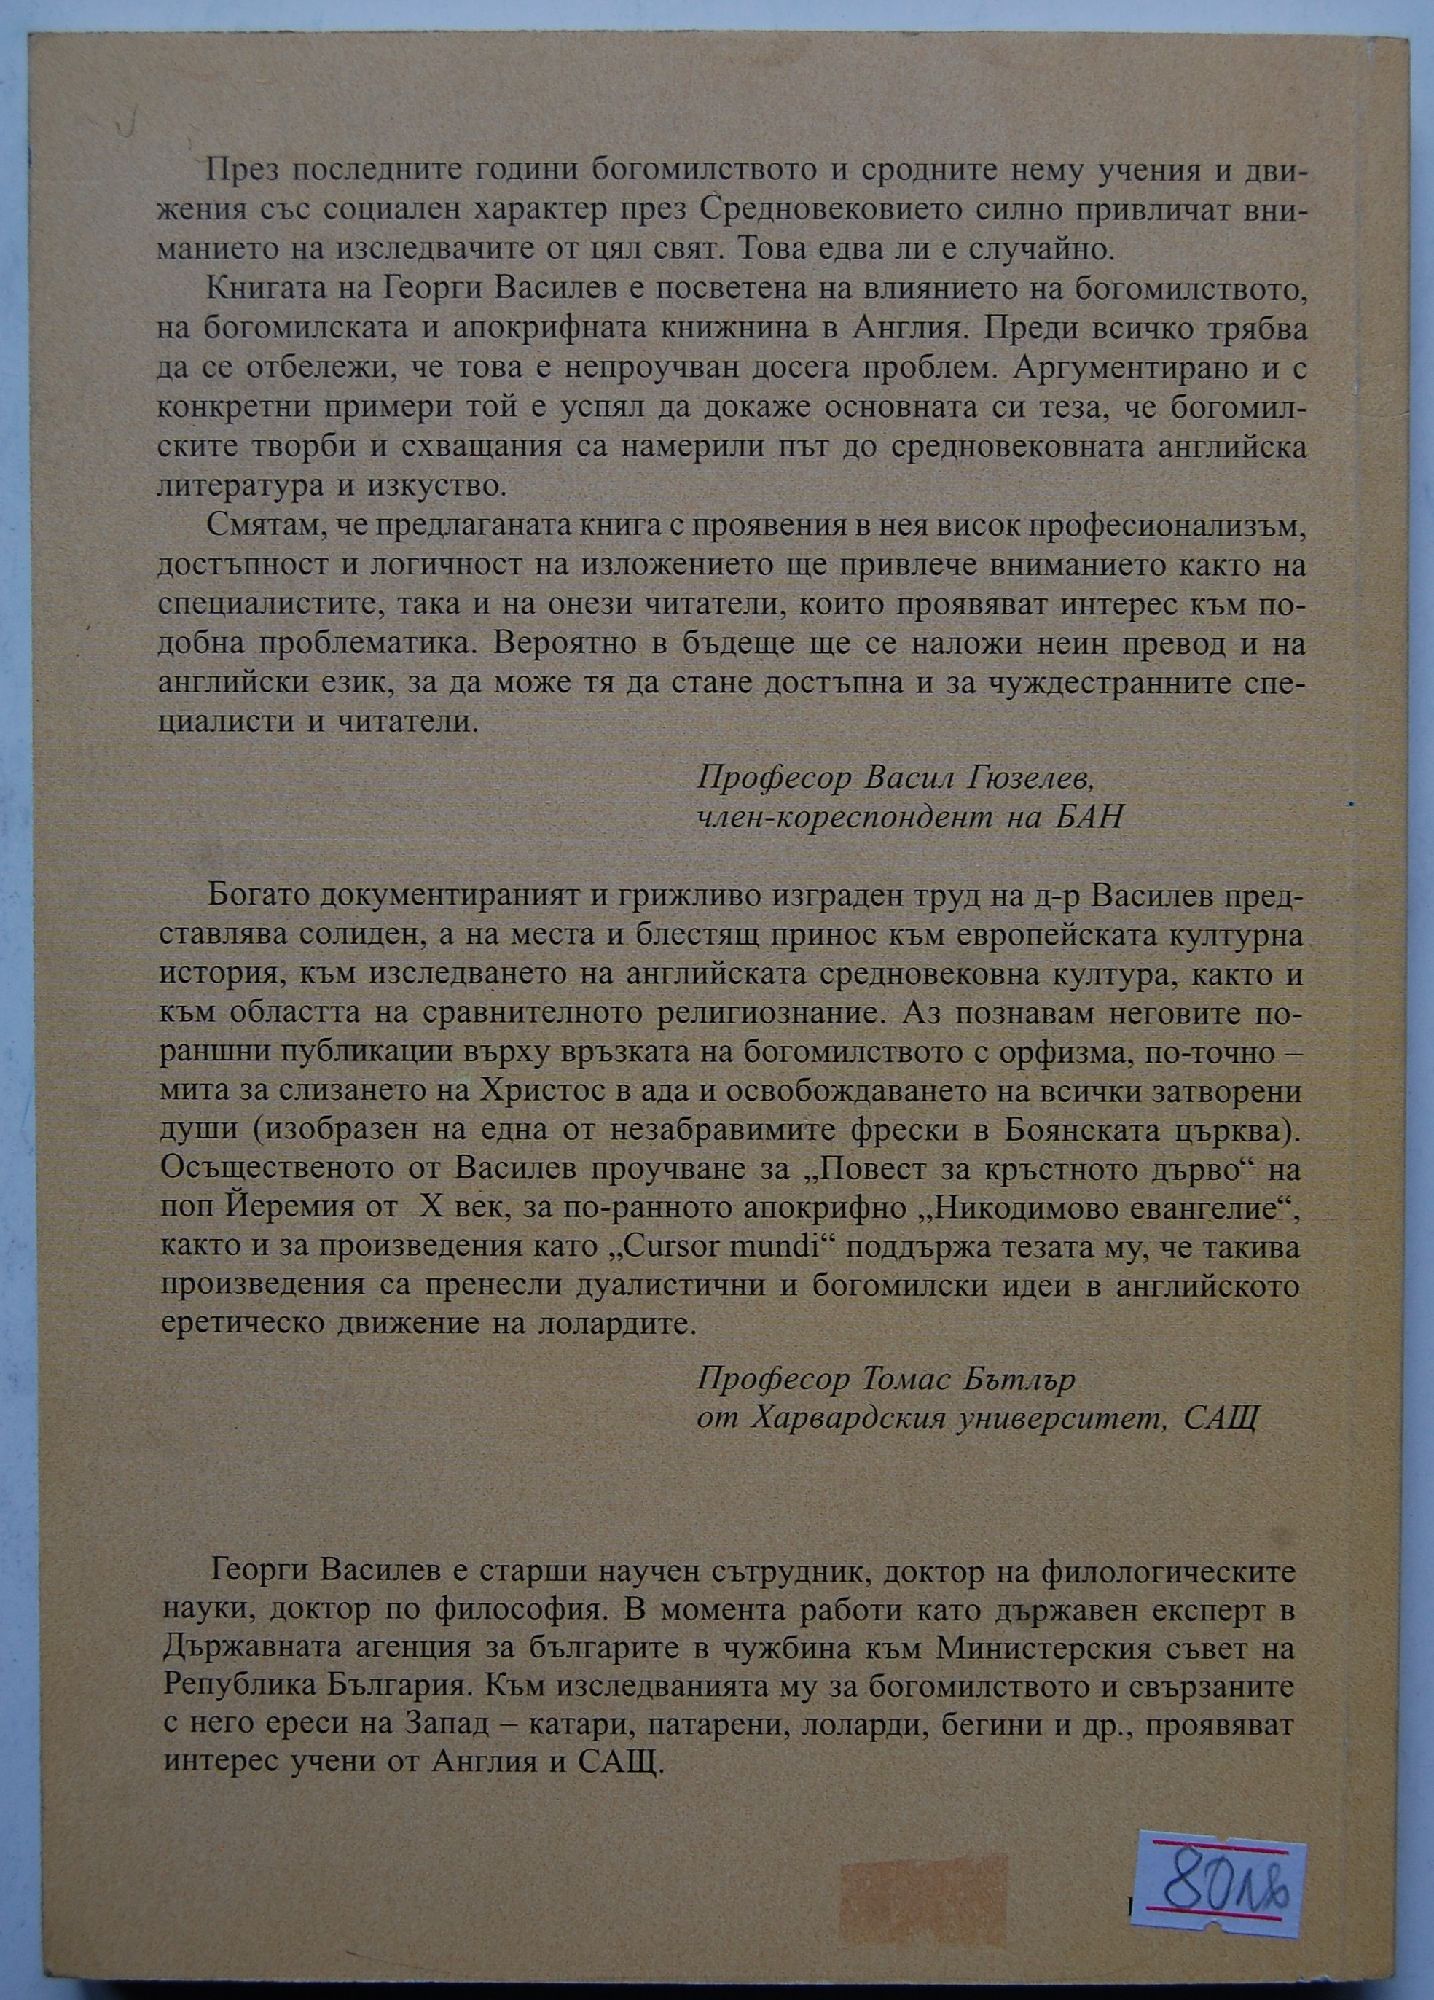 През последните години богомилството и сродните нему учения и дви-
жения със социален характер през Средновековието силно привличат вни-
манието на изследвачите от цял свят. Това едва ли е случайно.
Книгата на Георги Василев е посветена на влиянието на богомилството,
на богомилската и апокрифната книжнина в Англия. Преди всичко трябва
да се отбележи, че това е непроучван досега проблем. Аргументирано и с
конкретни примери той е успял да докаже основната си теза, че богомил-
ските творби и схващания са намерили път до средновековната английска
литература и изкуство.
Смятам, че предлаганата книга с проявения в нея висок професионализъм,
достъпност и логичност на изложението ще привлече вниманието както на
специалистите, така и на онези читатели, които проявяват интерес към по-
добна проблематика. Вероятно в бъдеще ще се наложи неин превод и на
английски език, за да може тя да стане достъпна и за чуждестранните спе-
циалисти и читатели.
Професор Васил Гюзелев,
член-кореспондент на БАН
Богато документираният и грижливо изграден труд на д-р Василев пред-
ставлява солиден, а на места и блестящ принос към европейската културна
история, към изследването на английската средновековна култура, както и
към областта на сравнителното религиознание. Аз познавам неговите по-
раншни публикации върху връзката на богомилството с орфизма, по-точно –
мита за слизането на Христос в ада и освобождаването на всички затворени
души (изобразен на една от незабравимите фрески в Боянската църква).
Осъщественото от Василев проучване за „Повест за кръстното дърво“ на
поп Йеремия от X век, за по-ранното апокрифно „Никодимово евангелие“,
както и за произведения като „Cursor mundi“ поддържа тезата му, че такива
произведения са пренесли дуалистични и богомилски идеи в английското
еретическо движение на лолардите.
Професор Томас Бътлър
от Харвардския университет, САЩ
Георги Василев е старши научен сътрудник, доктор на филологическите
науки, доктор по философия. В момента работи като държавен експерт в
Държавната агенция за българите в чужбина към Министерския съвет на
Република България. Към изследванията му за богомилството и свързаните
с него ереси на Запад – катари, патарени, лоларди, бегини и др., проявяват
интерес учени от Англия и САЩ.
80лв